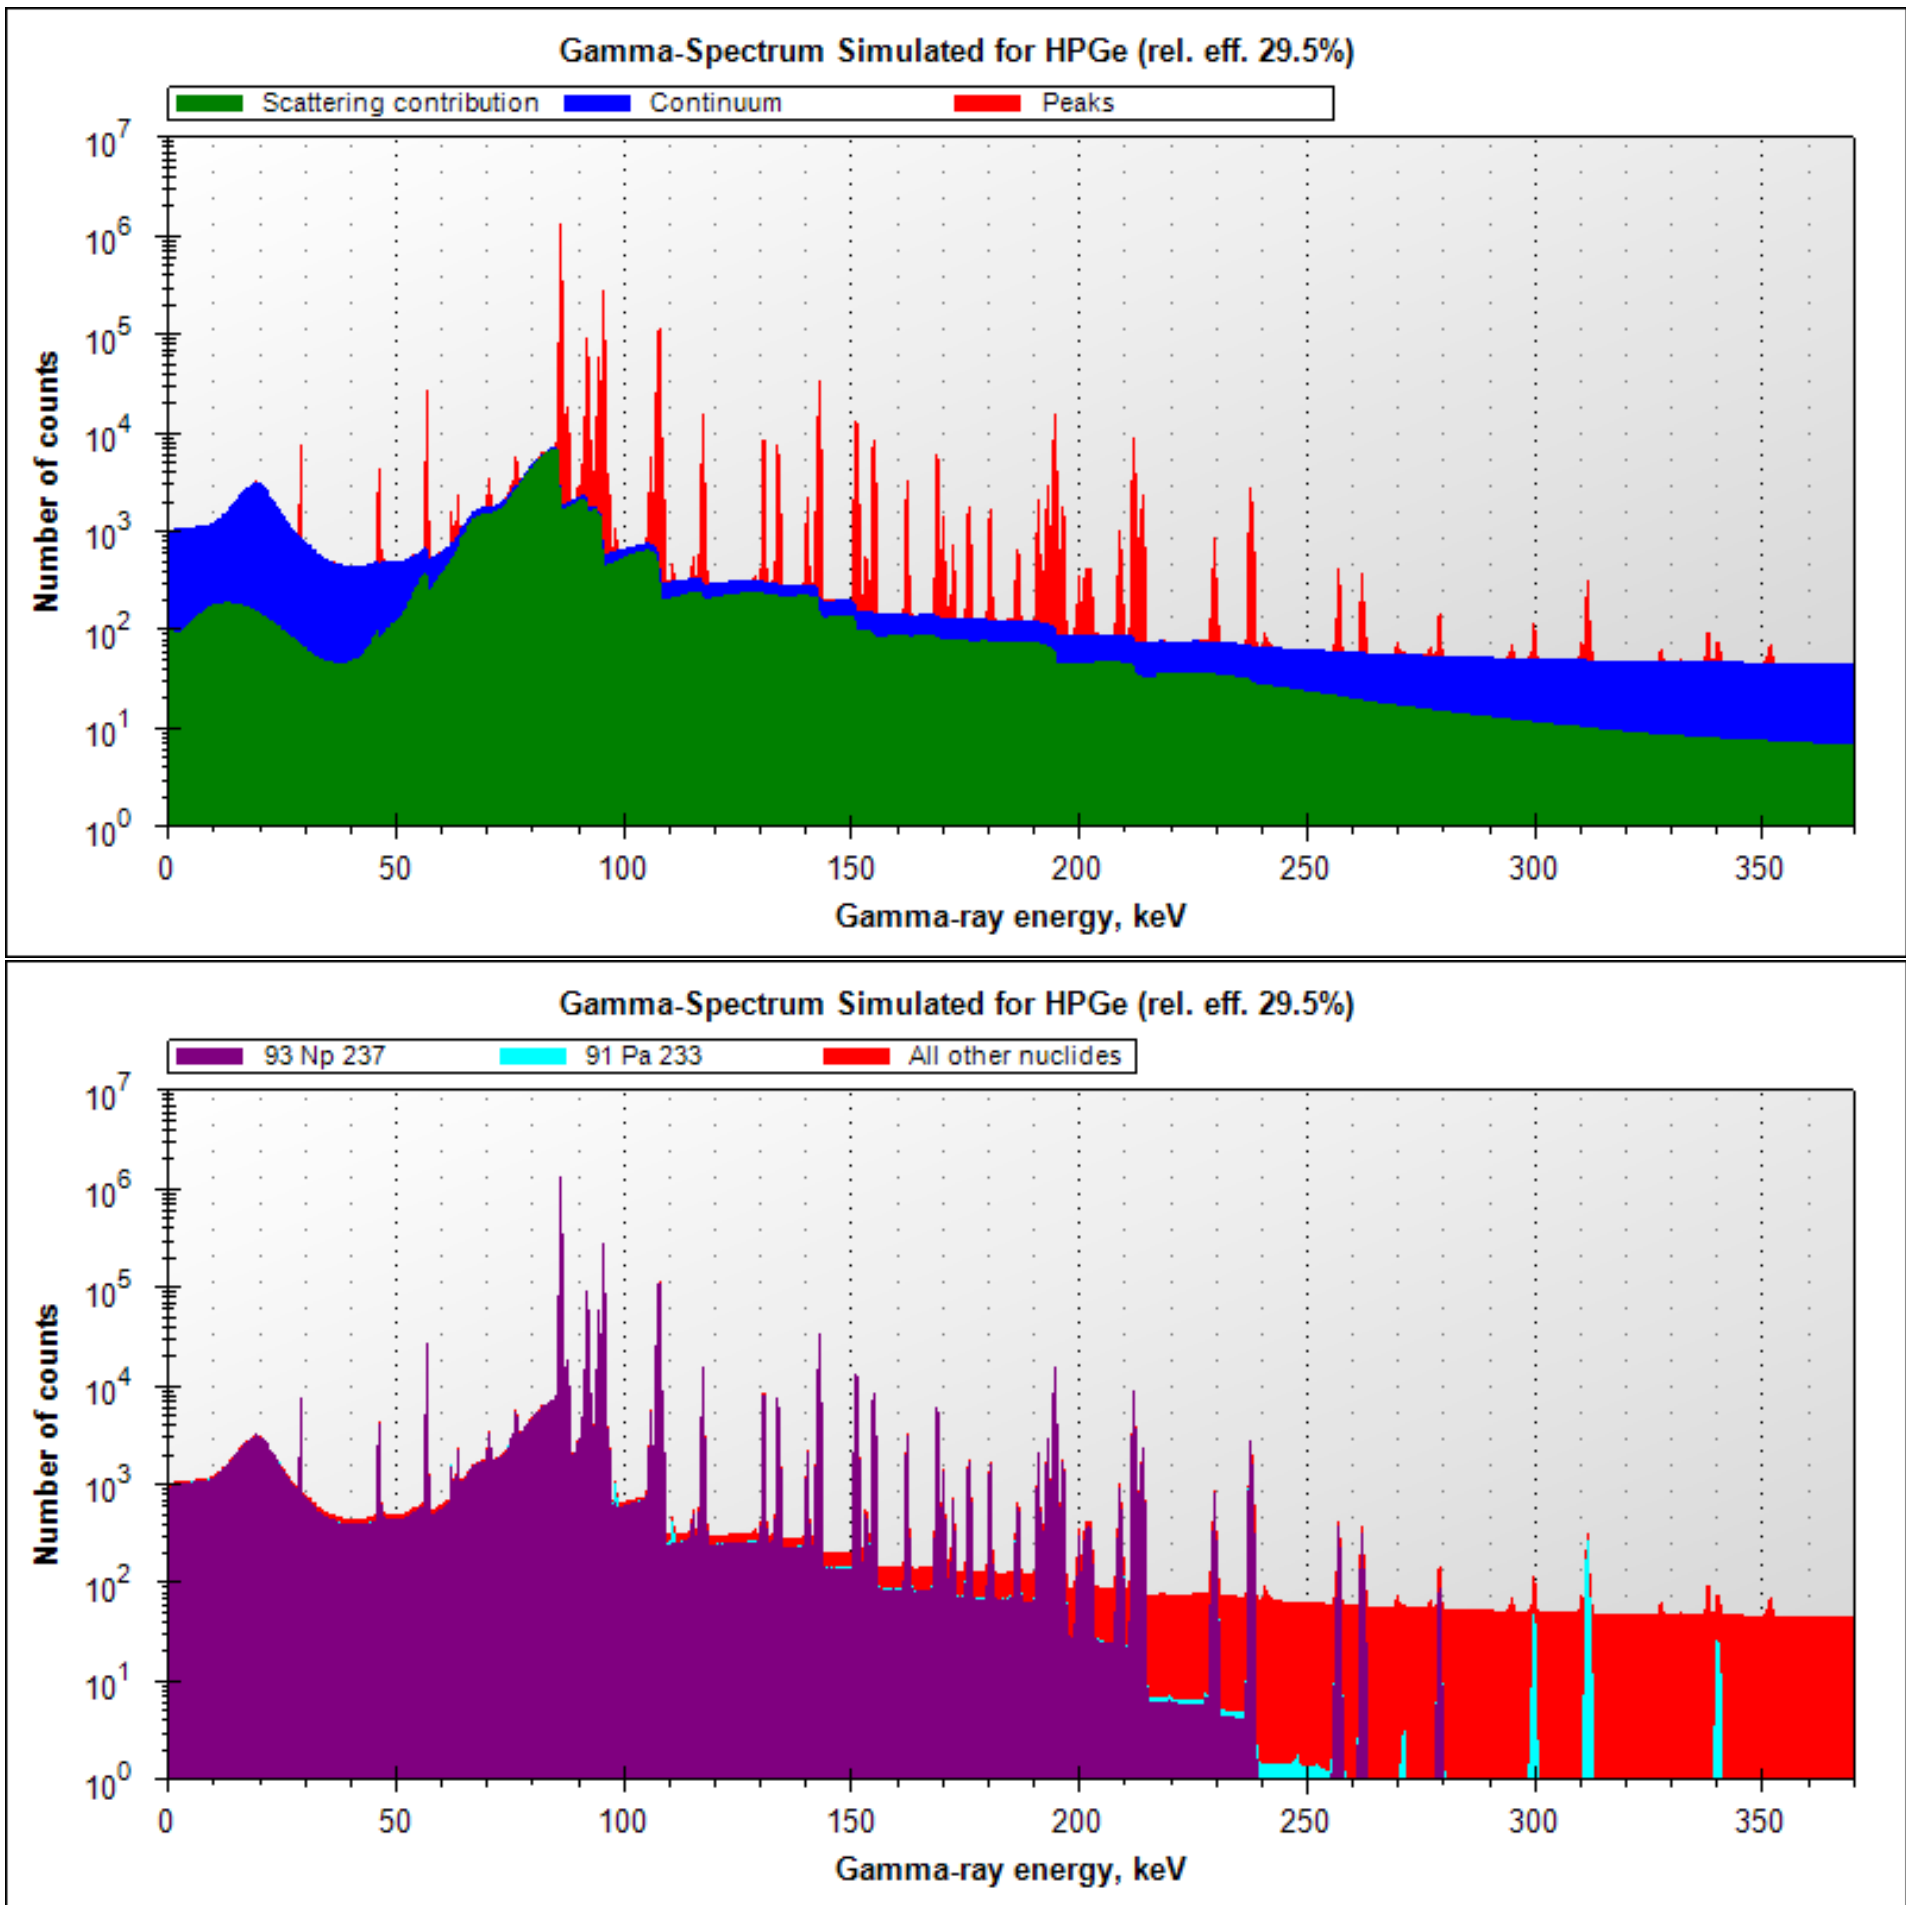 Gamma-Spectrum Simulated for HPGe (rel. eff. 29.5%)
Scattering contribution Continuum Peaks
10^7
10^6
10^5
10^4
10^3
10^2
10^1
10^0
Number of counts
0 50 100 150 200 250 300 350
Gamma-ray energy, keV
Gamma-Spectrum Simulated for HPGe (rel. eff. 29.5%)
93 Np 237 91 Pa 233 All other nuclides
10^7
10^6
10^5
10^4
10^3
10^2
10^1
10^0
Number of counts
0 50 100 150 200 250 300 350
Gamma-ray energy, keV